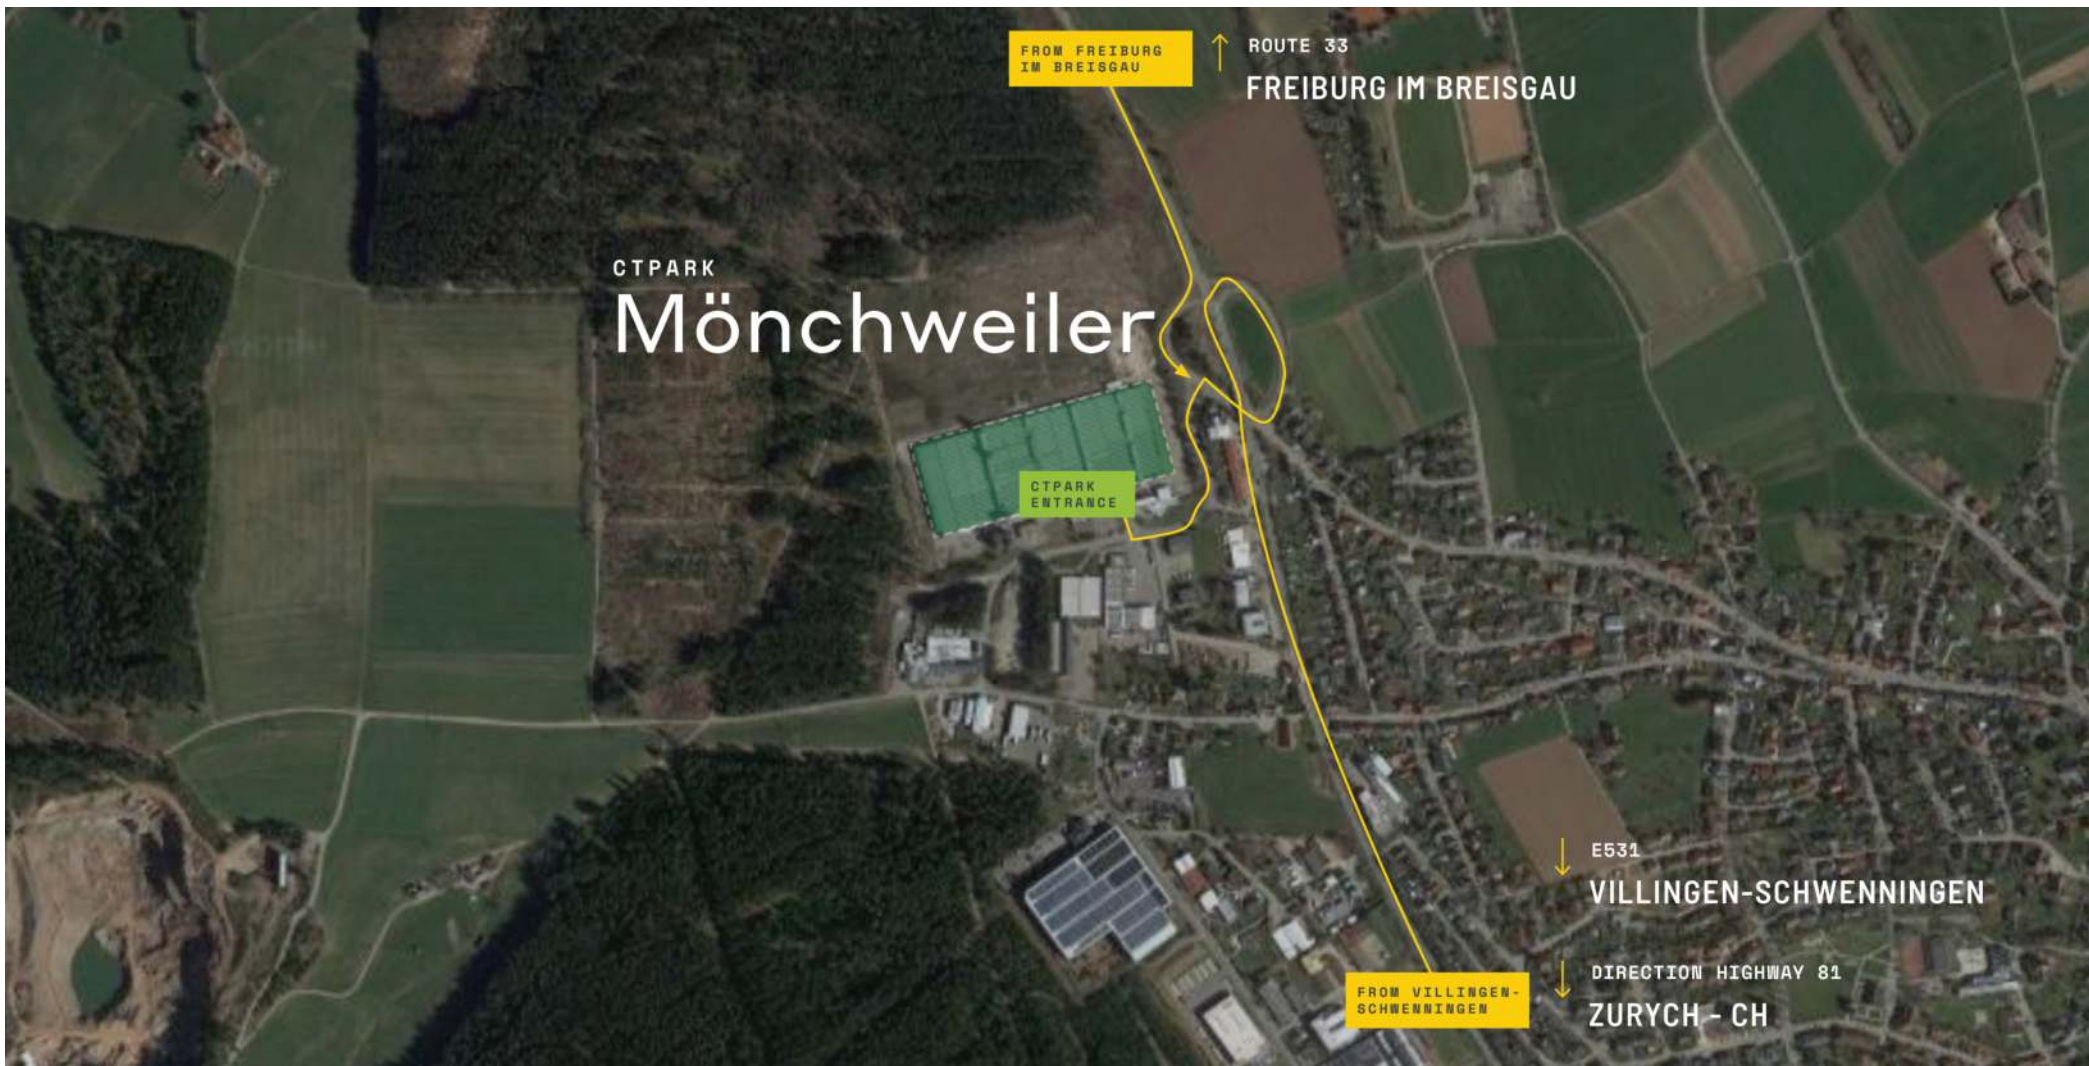 FROM FREIBURG
IM BREISGAU
ROUTE 33
FREIBURG IM BREISGAU
CTPARK
Mönchweiler
CTPARK
ENTRANCE
E531
VILLINGEN-SCHWENNINGEN
DIRECTION HIGHWAY 81
ZURYCH - CH
FROM VILLINGEN-
SCHWENNINGEN